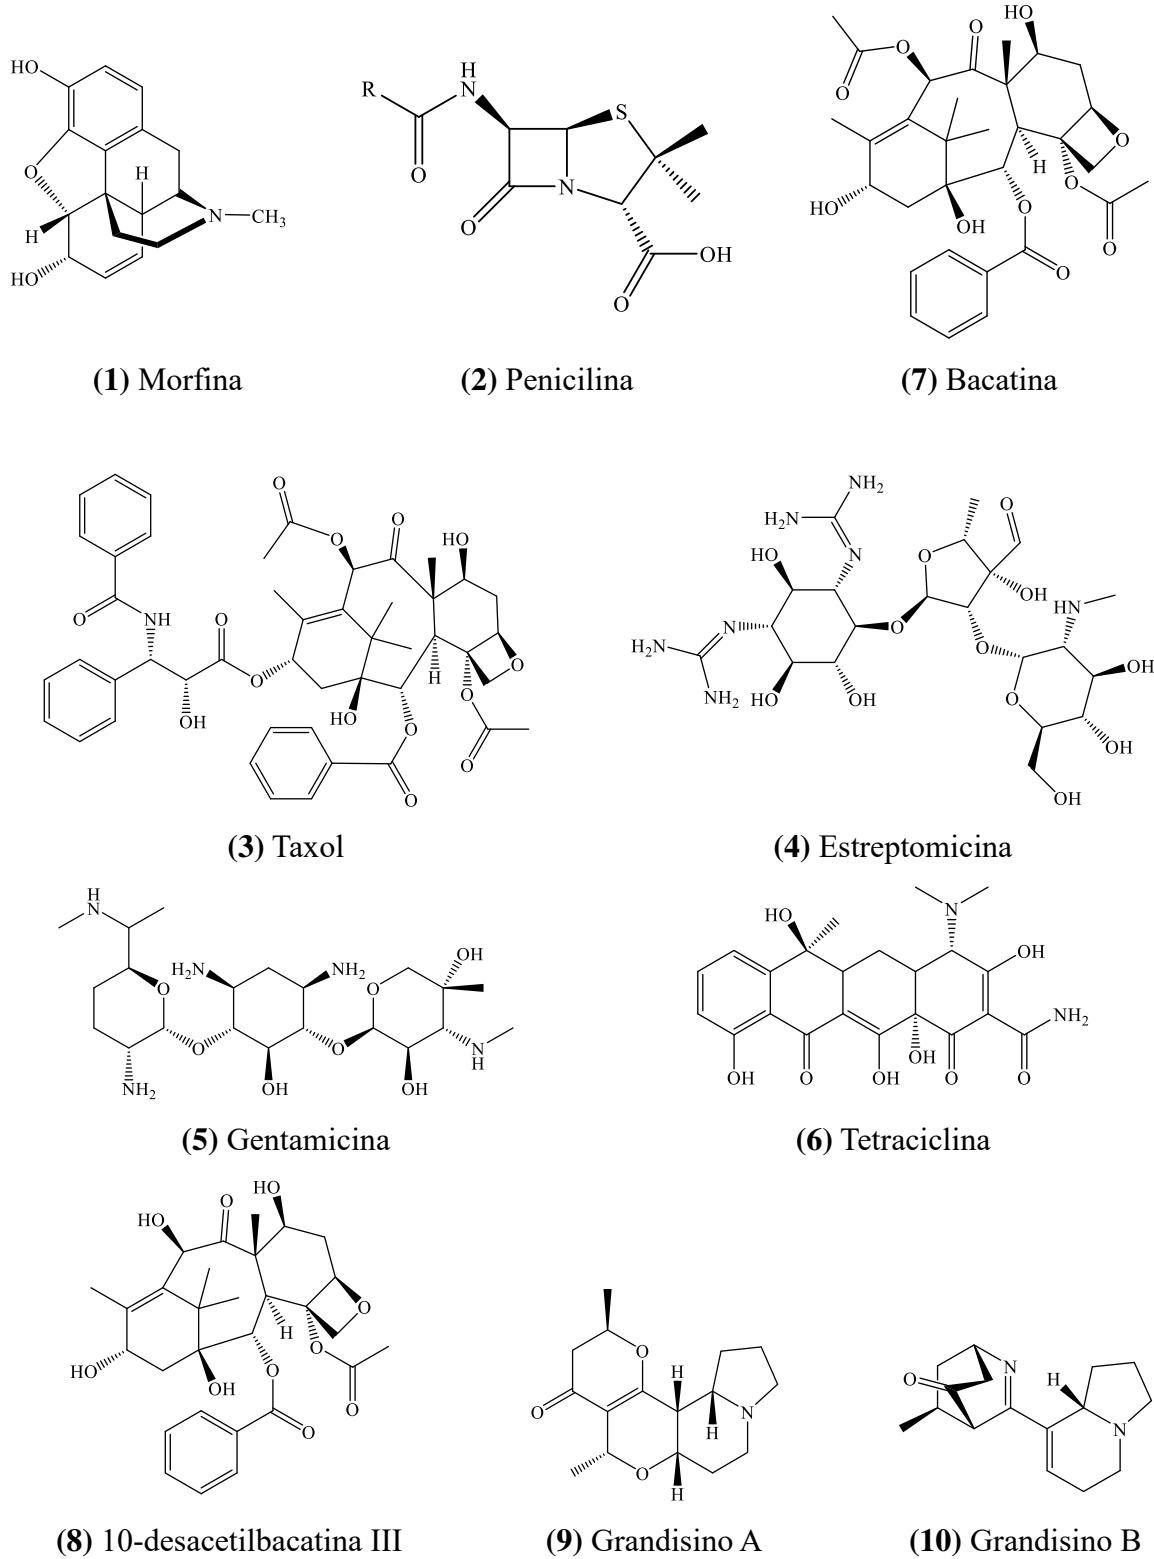 HO
O
H
H
N
CH₃
HO
(1) Morfina
R
O
H
N
S
N
O
O
OH
(2) Penicilina
O
O
O
HO
O
O
H
O
O
HO
OH
O
O
(7) Bacatina
O
NH
O
OH
O
O
O
O
HO
O
H
O
O
HO
O
O
(3) Taxol
NH₂
H₂N
N
HO
H₂N
N
NH₂
HO
OH
O
O
O
OH
HN
O
OH
O
OH
OH
(4) Estreptomicina
H
N
O
H₂N
NH₂
O
NH₂
OH
O
O
OH
N
H
OH
(5) Gentamicina
HO
N
OH
NH₂
OH
O
OH
OH
O
O
(6) Tetraciclina
HO
O
HO
O
H
O
O
HO
OH
O
O
(8) 10-desacetilbacatina III
O
O
H
H
N
O
H
(9) Grandisino A
O
N
H
N
(10) Grandisino B